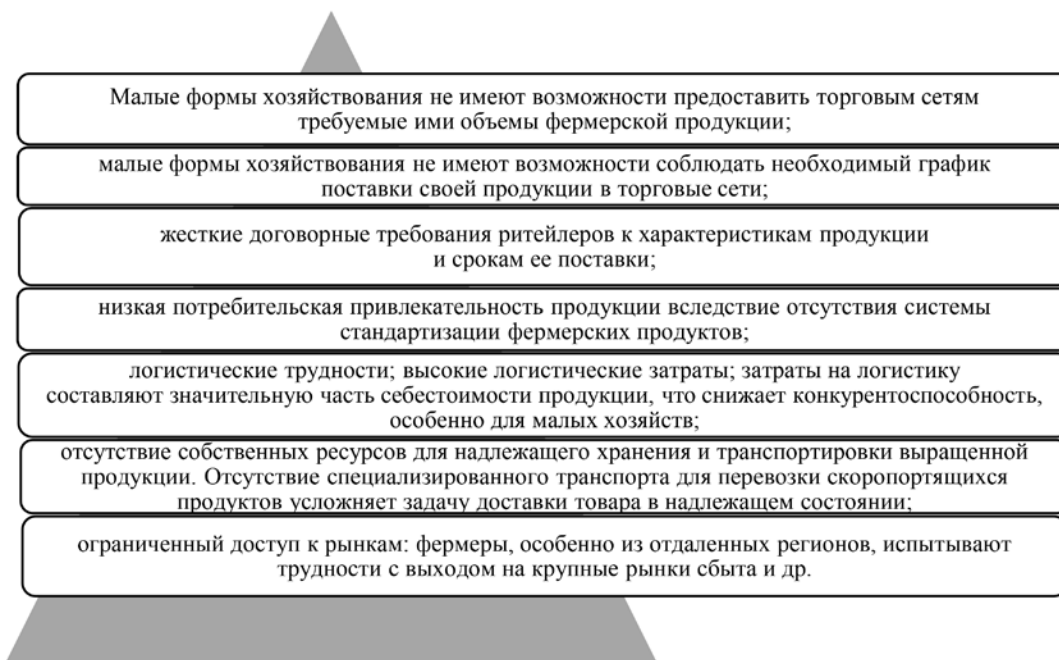 Малые формы хозяйствования не имеют возможности предоставить торговым сетям
требуемые ими объемы фермерской продукции;
малые формы хозяйствования не имеют возможности соблюдать необходимый график
поставки своей продукции в торговые сети;
жесткие договорные требования ритейлеров к характеристикам продукции
и срокам ее поставки;
низкая потребительская привлекательность продукции вследствие отсутствия системы
стандартизации фермерских продуктов;
логистические трудности; высокие логистические затраты; затраты на логистику
составляют значительную часть себестоимости продукции, что снижает конкурентоспособность,
особенно для малых хозяйств;
отсутствие собственных ресурсов для надлежащего хранения и транспортировки выращенной
продукции. Отсутствие специализированного транспорта для перевозки скоропортящихся
продуктов усложняет задачу доставки товара в надлежащем состоянии;
ограниченный доступ к рынкам: фермеры, особенно из отдаленных регионов, испытывают
трудности с выходом на крупные рынки сбыта и др.